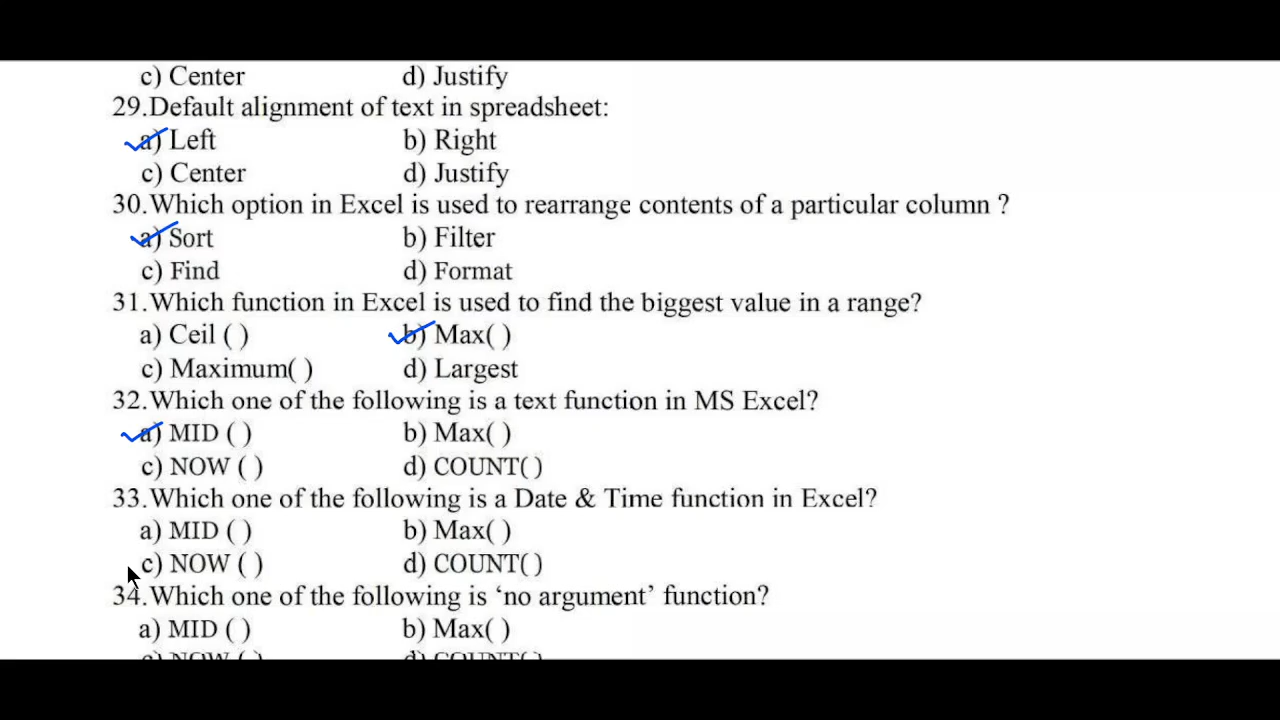 c) Center d) Justify
29.Default alignment of text in spreadsheet:
a) Left b) Right
c) Center d) Justify
30.Which option in Excel is used to rearrange contents of a particular column ?
a) Sort b) Filter
c) Find d) Format
31.Which function in Excel is used to find the biggest value in a range?
a) Ceil ( ) b) Max( )
c) Maximum( ) d) Largest
32.Which one of the following is a text function in MS Excel?
a) MID ( ) b) Max( )
c) NOW ( ) d) COUNT( )
33.Which one of the following is a Date & Time function in Excel?
a) MID ( ) b) Max( )
c) NOW ( ) d) COUNT( )
34.Which one of the following is ‘no argument’ function?
a) MID ( ) b) Max( )
c) NOW ( ) d) COUNT( )